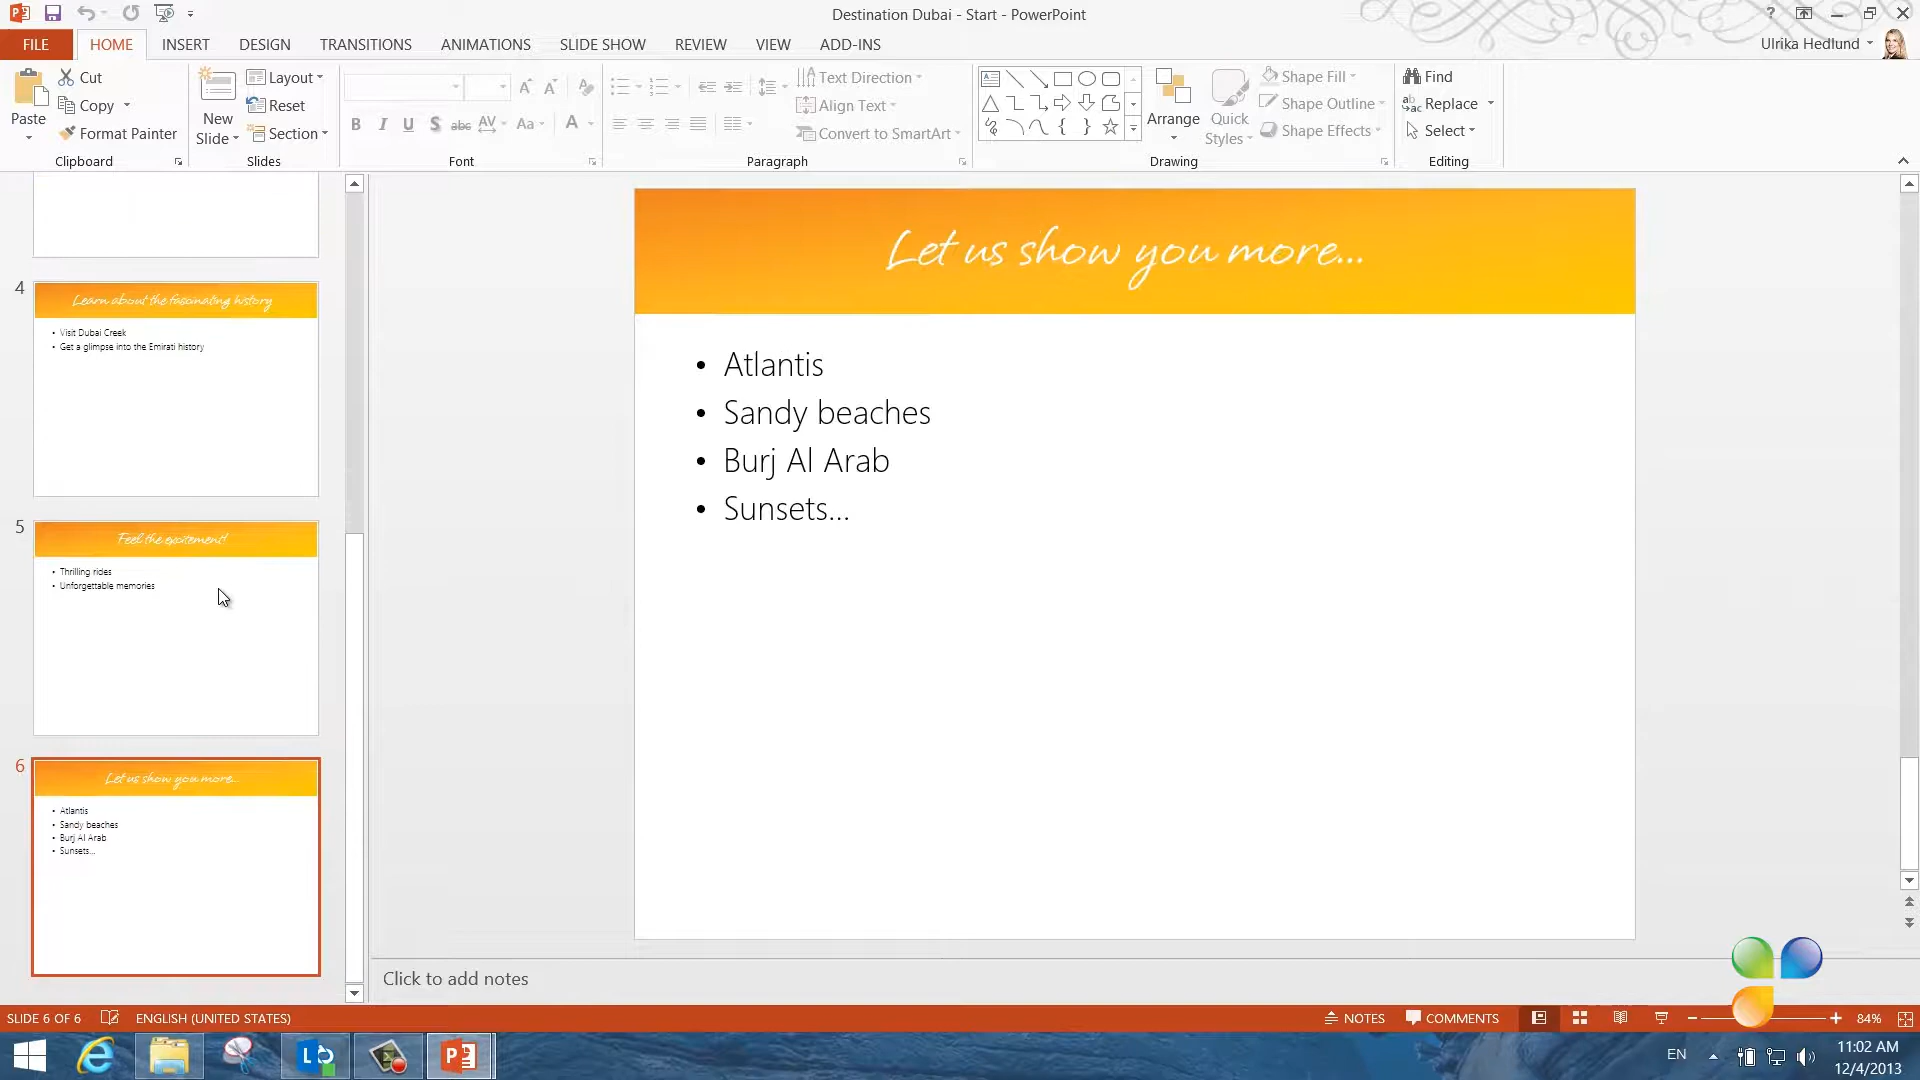 Destination Dubai - Start - PowerPoint
?
FILE
HOME
INSERT
DESIGN
TRANSITIONS
ANIMATIONS
SLIDE SHOW
REVIEW
VIEW
ADD-INS
Ulrika Hedlund
Paste
Cut
Copy
Format Painter
Clipboard
New
Slide
Layout
Reset
Section
Slides
B I U S abc AV Aa A
Font
Text Direction
Align Text
Convert to SmartArt
Paragraph
Arrange
Quick
Styles
Shape Fill
Shape Outline
Shape Effects
Drawing
Find
Replace
Select
Editing
4
Learn about the fascinating history
• Visit Dubai Creek
• Get a glimpse into the Emirati history
5
Feel the excitement!
• Thrilling rides
• Unforgettable memories
6
Let us show you more...
• Atlantis
• Sandy beaches
• Burj Al Arab
• Sunsets...
Let us show you more...
• Atlantis
• Sandy beaches
• Burj Al Arab
• Sunsets...
Click to add notes
SLIDE 6 OF 6
ENGLISH (UNITED STATES)
NOTES
COMMENTS
84%
EN
11:02 AM
12/4/2013